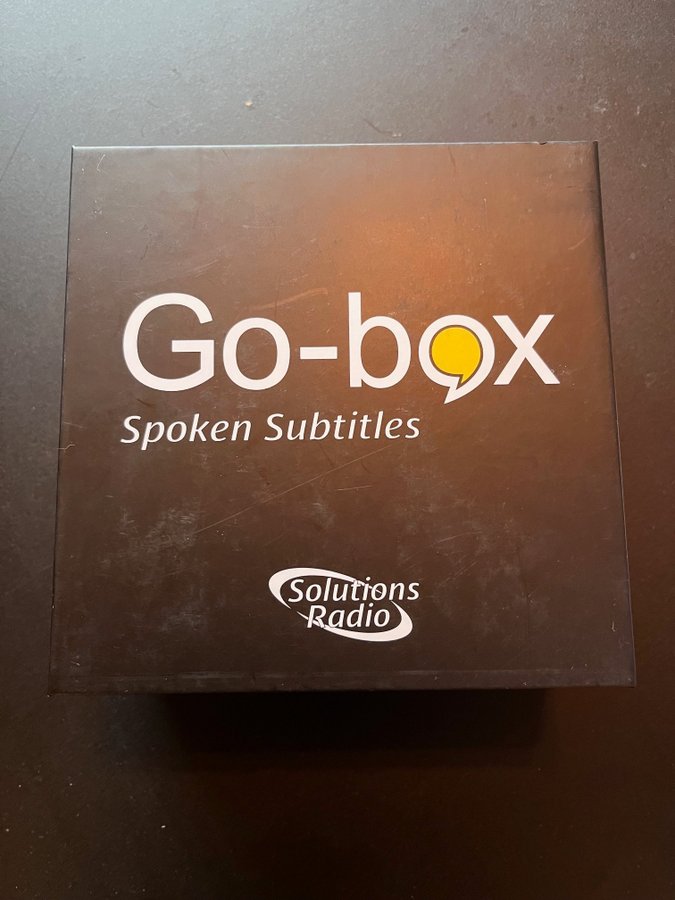 Go-box
Spoken Subtitles
Solutions
Radio